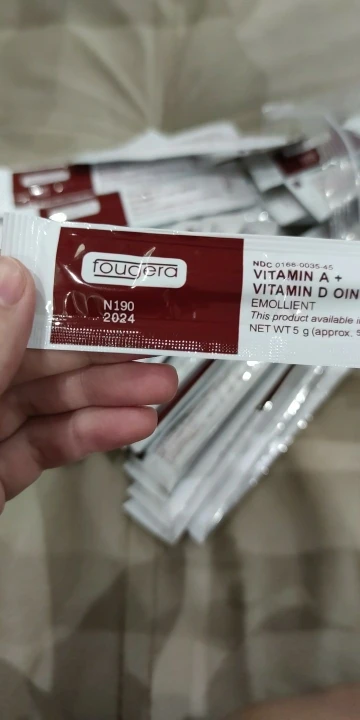 fougera
N190
2024
NDC 0168-0035-45
VITAMIN A +
VITAMIN D OIN
EMOLLIENT
This product available i
NET WT 5 g (approx.